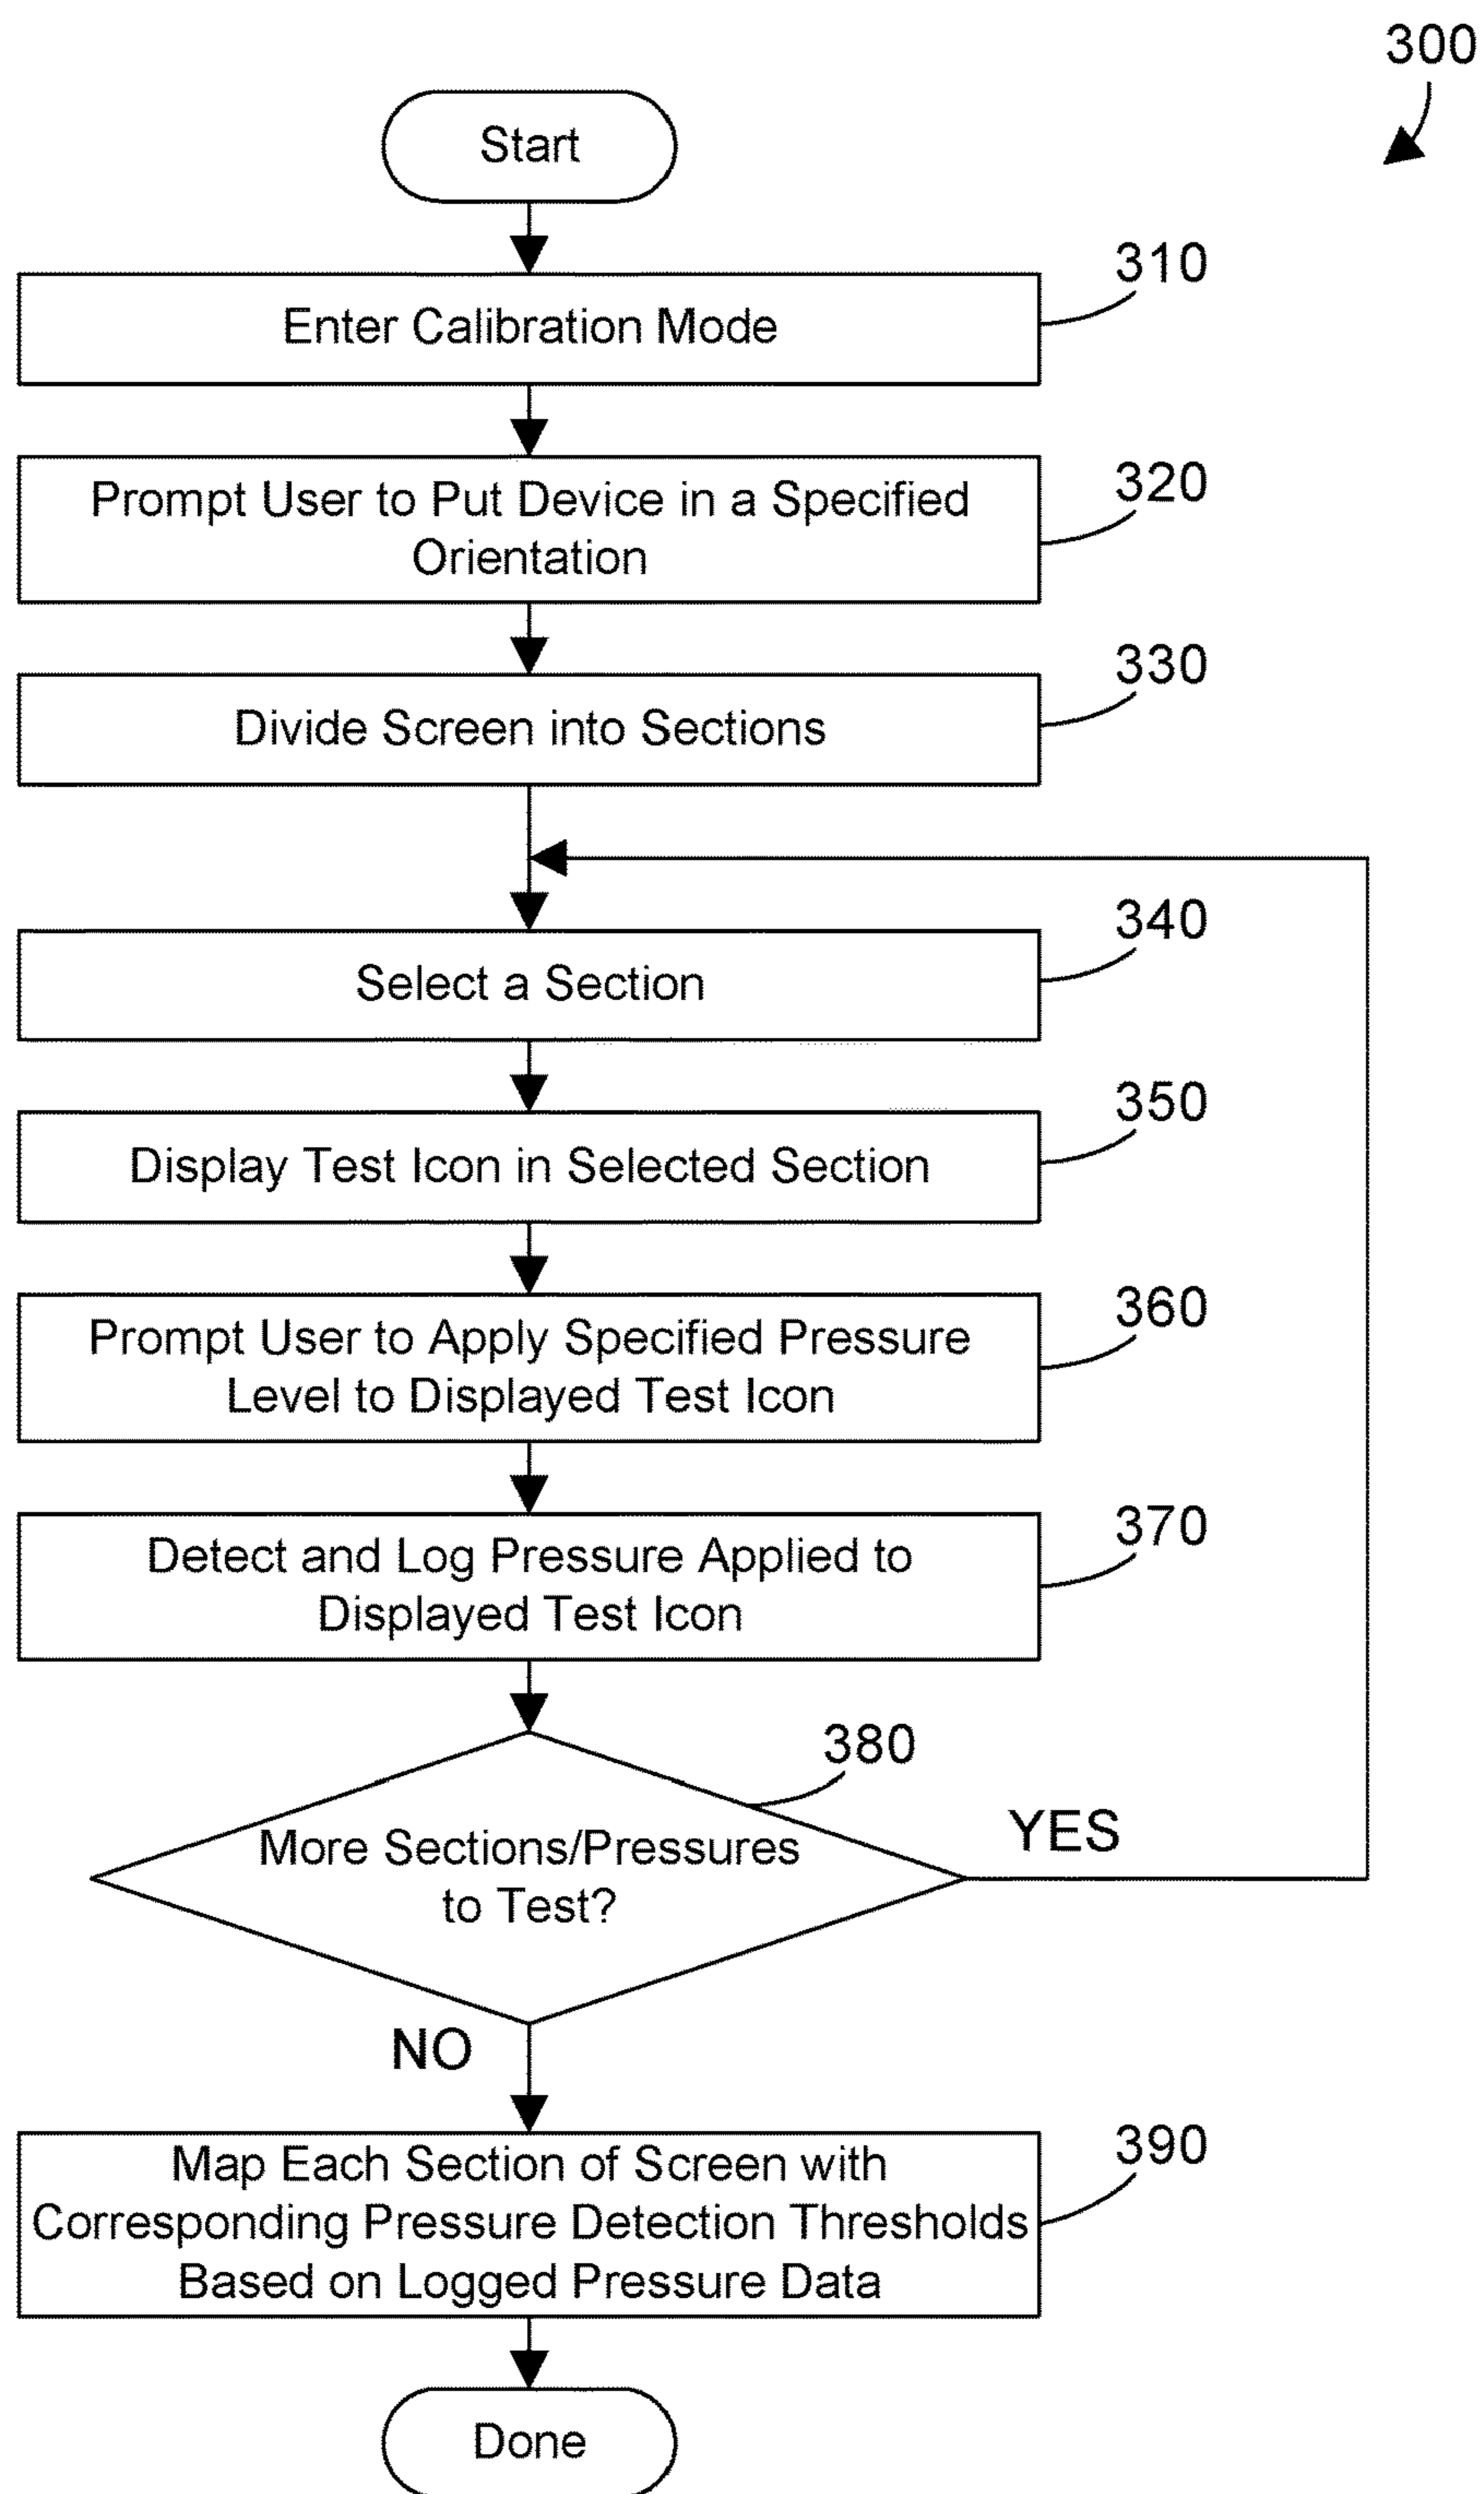 300
Start
310
Enter Calibration Mode
320
Prompt User to Put Device in a Specified
Orientation
330
Divide Screen into Sections
340
Select a Section
350
Display Test Icon in Selected Section
360
Prompt User to Apply Specified Pressure
Level to Displayed Test Icon
370
Detect and Log Pressure Applied to
Displayed Test Icon
380
More Sections/Pressures
to Test?
YES
NO
390
Map Each Section of Screen with
Corresponding Pressure Detection Thresholds
Based on Logged Pressure Data
Done